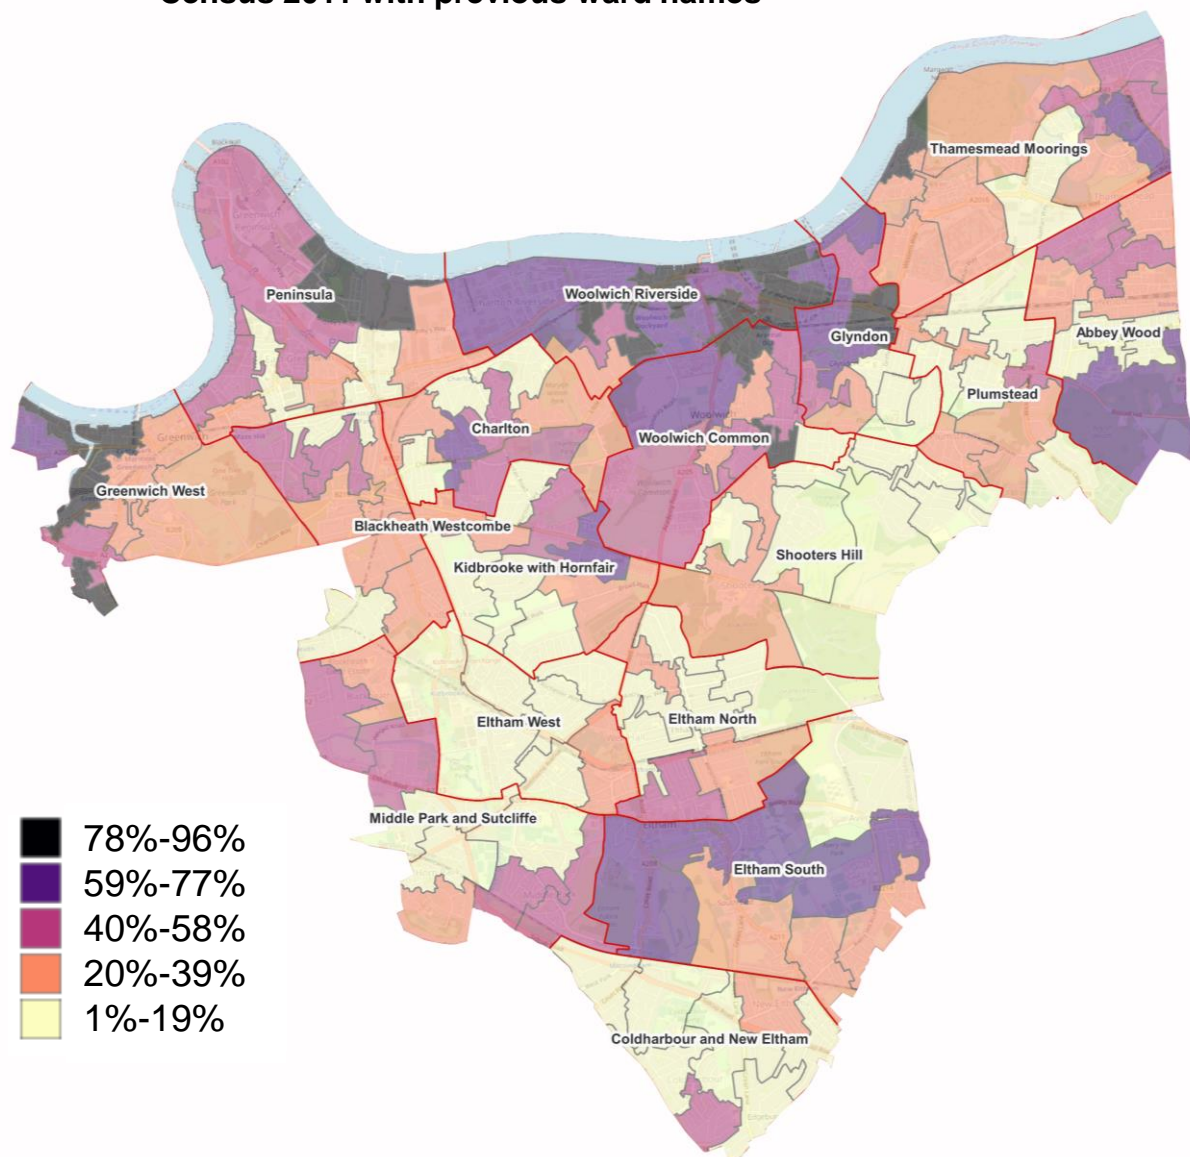 Census 2011 with previous ward names
Thamesmead Moorings
Peninsula
Woolwich Riverside
Glyndon
Abbey Wood
Plumstead
Charlton
Woolwich Common
Greenwich West
Blackheath Westcombe
Shooters Hill
Kidbrooke with Hornfair
Eltham West
Eltham North
Middle Park and Sutcliffe
Eltham South
Coldharbour and New Eltham
78%-96%
59%-77%
40%-58%
20%-39%
1%-19%